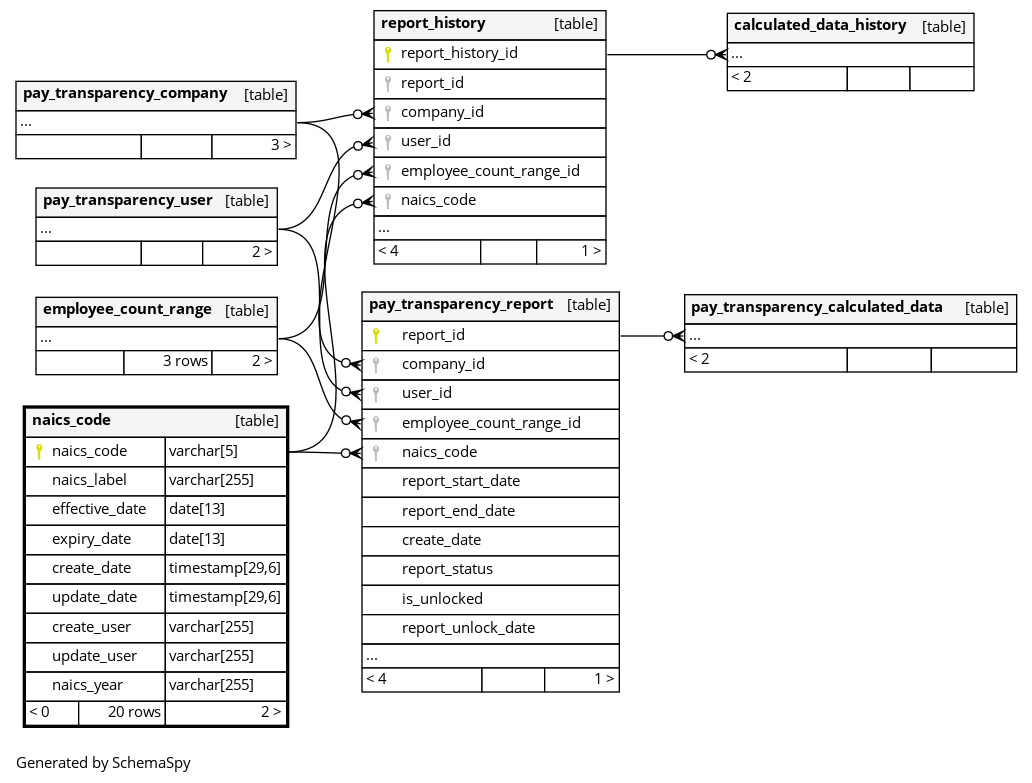 report_history [table]
report_history_id
report_id
company_id
user_id
employee_count_range_id
naics_code
...
< 4 1 >
calculated_data_history [table]
...
< 2
pay_transparency_company [table]
...
3 >
pay_transparency_user [table]
...
2 >
employee_count_range [table]
...
3 rows 2 >
pay_transparency_report [table]
report_id
company_id
user_id
employee_count_range_id
naics_code
report_start_date
report_end_date
create_date
report_status
is_unlocked
report_unlock_date
...
< 4 1 >
pay_transparency_calculated_data [table]
...
< 2
naics_code [table]
naics_code varchar[5]
naics_label varchar[255]
effective_date date[13]
expiry_date date[13]
create_date timestamp[29,6]
update_date timestamp[29,6]
create_user varchar[255]
update_user varchar[255]
naics_year varchar[255]
< 0 20 rows 2 >
Generated by SchemaSpy